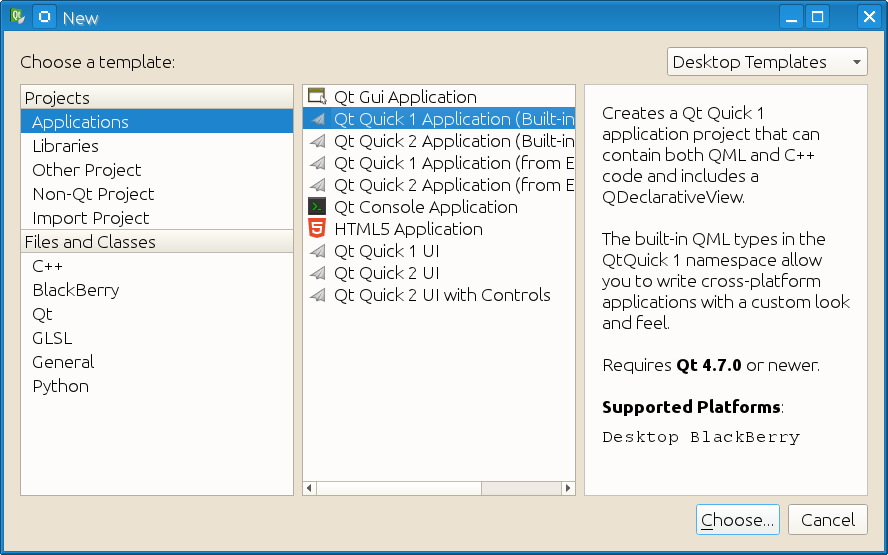 New
Choose a template:
Desktop Templates
Projects
Applications
Libraries
Other Project
Non-Qt Project
Import Project
Files and Classes
C++
BlackBerry
Qt
GLSL
General
Python
Qt Gui Application
Qt Quick 1 Application (Built-in
Qt Quick 2 Application (Built-in
Qt Quick 1 Application (from E
Qt Quick 2 Application (from E
Qt Console Application
HTML5 Application
Qt Quick 1 UI
Qt Quick 2 UI
Qt Quick 2 UI with Controls
Creates a Qt Quick 1
application project that can
contain both QML and C++
code and includes a
QDeclarativeView.
The built-in QML types in the
QtQuick 1 namespace allow
you to write cross-platform
applications with a custom look
and feel.
Requires Qt 4.7.0 or newer.
Supported Platforms:
Desktop BlackBerry
Choose...
Cancel